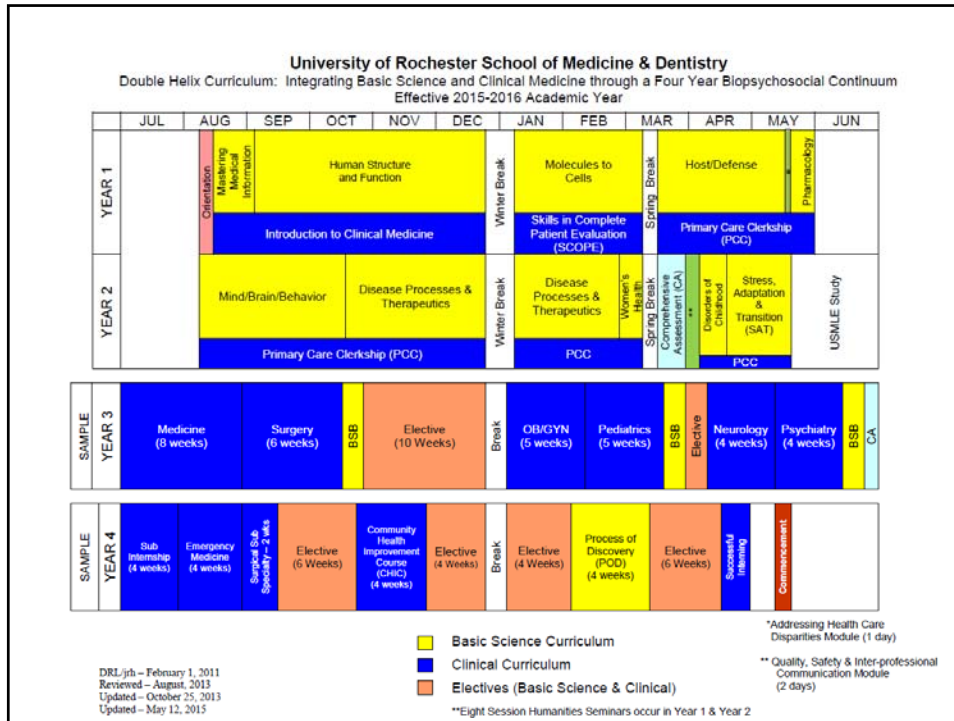 University of Rochester School of Medicine & Dentistry
Double Helix Curriculum: Integrating Basic Science and Clinical Medicine through a Four Year Biopsychosocial Continuum
Effective 2015-2016 Academic Year
JUL AUG SEP OCT NOV DEC JAN FEB MAR APR MAY JUN
YEAR 1
Orientation
Mastering
Medical
Information
Human Structure
and Function
Introduction to Clinical Medicine
Winter Break
Molecules to
Cells
Skills in Complete
Patient Evaluation
(SCOPE)
Spring Break
Host/Defense
*
Pharmacology
Primary Care Clerkship
(PCC)
YEAR 2
Mind/Brain/Behavior
Disease Processes &
Therapeutics
Primary Care Clerkship (PCC)
Winter Break
Disease
Processes &
Therapeutics
Women's
Health
PCC
Spring Break
Comprehensive
Assessment (CA)
**
Disorders of
Childhood
Stress,
Adaptation
&
Transition
(SAT)
PCC
USMLE Study
SAMPLE
YEAR 3
Medicine
(8 weeks)
Surgery
(6 weeks)
BSB
Elective
(10 Weeks)
Break
OB/GYN
(5 weeks)
Pediatrics
(5 weeks)
BSB
Elective
Neurology
(4 weeks)
Psychiatry
(4 weeks)
BSB
CA
SAMPLE
YEAR 4
Sub
Internship
(4 weeks)
Emergency
Medicine
(4 weeks)
Surgical Sub
Specialty – 2 wks
Elective
(6 Weeks)
Community
Health
Improvement
Course
(CHIC)
(4 weeks)
Elective
(4 Weeks)
Break
Elective
(4 Weeks)
Process of
Discovery
(POD)
(4 weeks)
Elective
(6 Weeks)
Successful
Interning
Commencement
Basic Science Curriculum
Clinical Curriculum
Electives (Basic Science & Clinical)
**Eight Session Humanities Seminars occur in Year 1 & Year 2
*Addressing Health Care
Disparities Module (1 day)
** Quality, Safety & Inter-professional
Communication Module
(2 days)
DRL/jrh – February 1, 2011
Reviewed – August, 2013
Updated – October 25, 2013
Updated – May 12, 2015